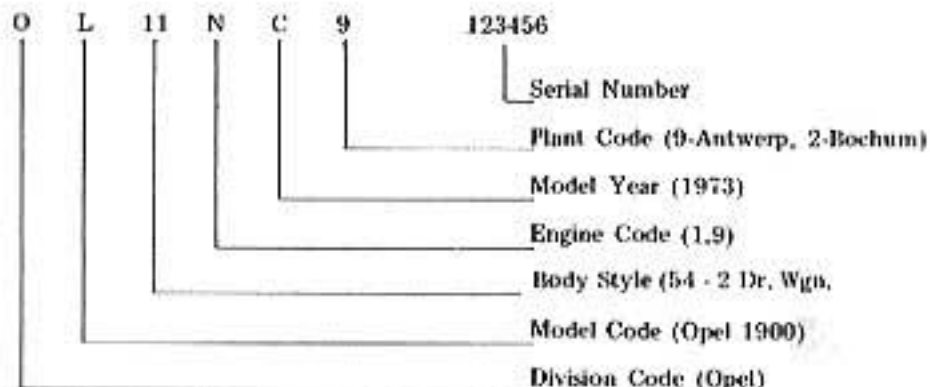 O L 11 N C 9 123456
Serial Number
Plant Code (9-Antwerp, 2-Bochum)
Model Year (1973)
Engine Code (1.9)
Body Style (54 - 2 Dr. Wgn.
Model Code (Opel 1900)
Division Code (Opel)